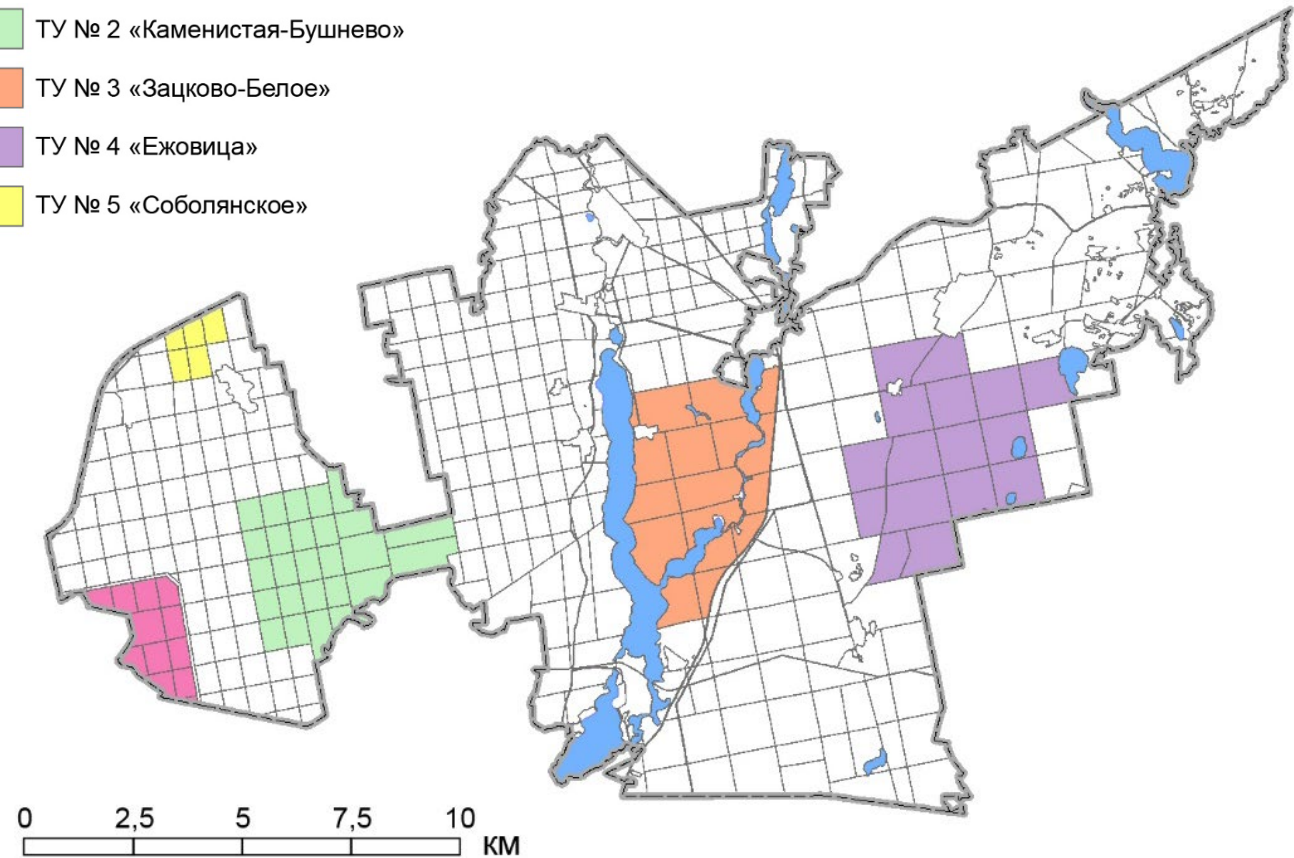 ТУ № 2 «Каменистая-Бушнево»
ТУ № 3 «Зацково-Белое»
ТУ № 4 «Ежовица»
ТУ № 5 «Соболянское»
0 2,5 5 7,5 10
КМ